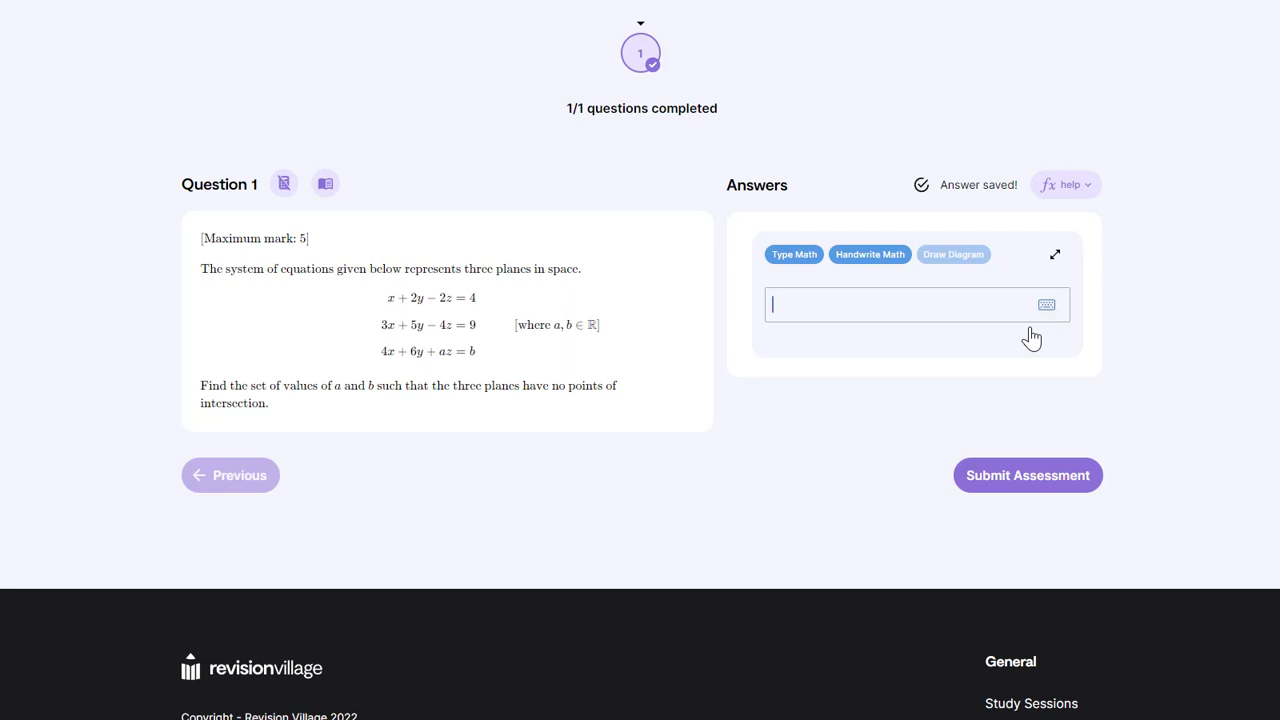 1
1/1 questions completed
Question 1
[Maximum mark: 5]
The system of equations given below represents three planes in space.
x + 2y − 2z = 4
3x + 5y − 4z = 9 [where a, b ∈ ℝ]
4x + 6y + az = b
Find the set of values of a and b such that the three planes have no points of
intersection.
Answers
Answer saved!
fx help
Type Math Handwrite Math Draw Diagram
Previous
Submit Assessment
revisionvillage
Copyright - Revision Village 2022
General
Study Sessions